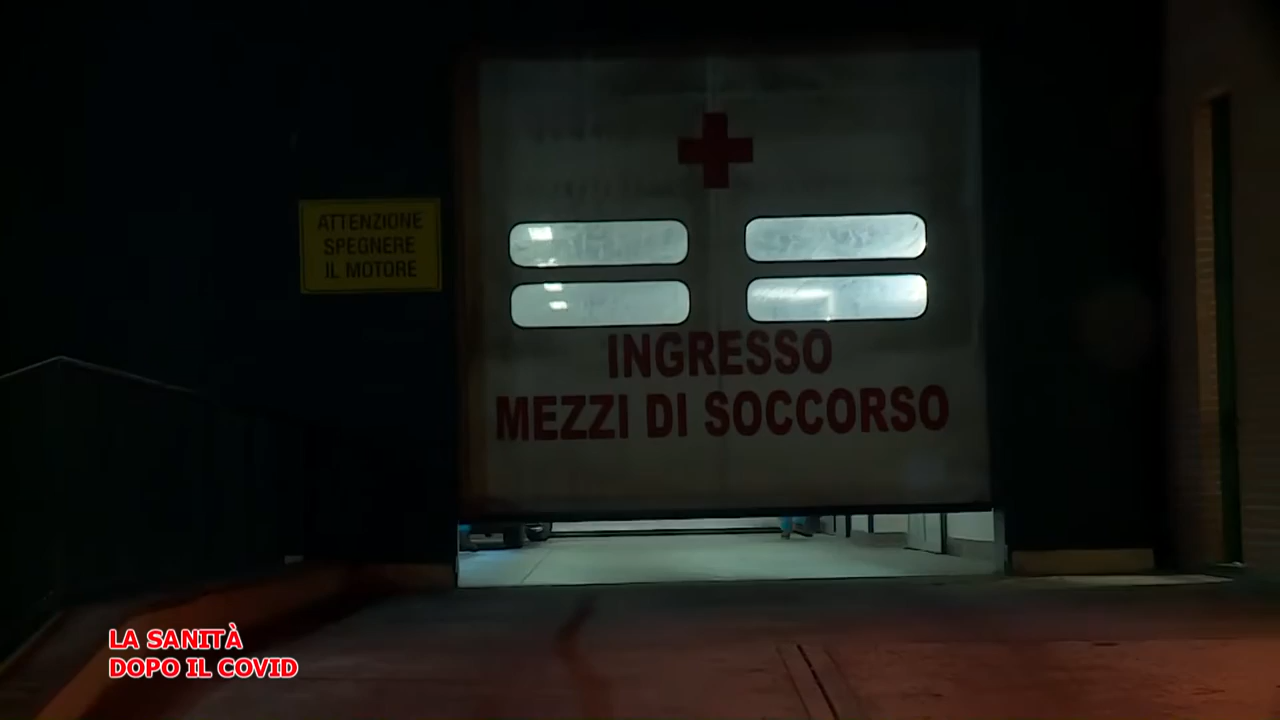 ATTENZIONE
SPEGNERE
IL MOTORE
INGRESSO
MEZZI DI SOCCORSO
LA SANITÀ
DOPO IL COVID